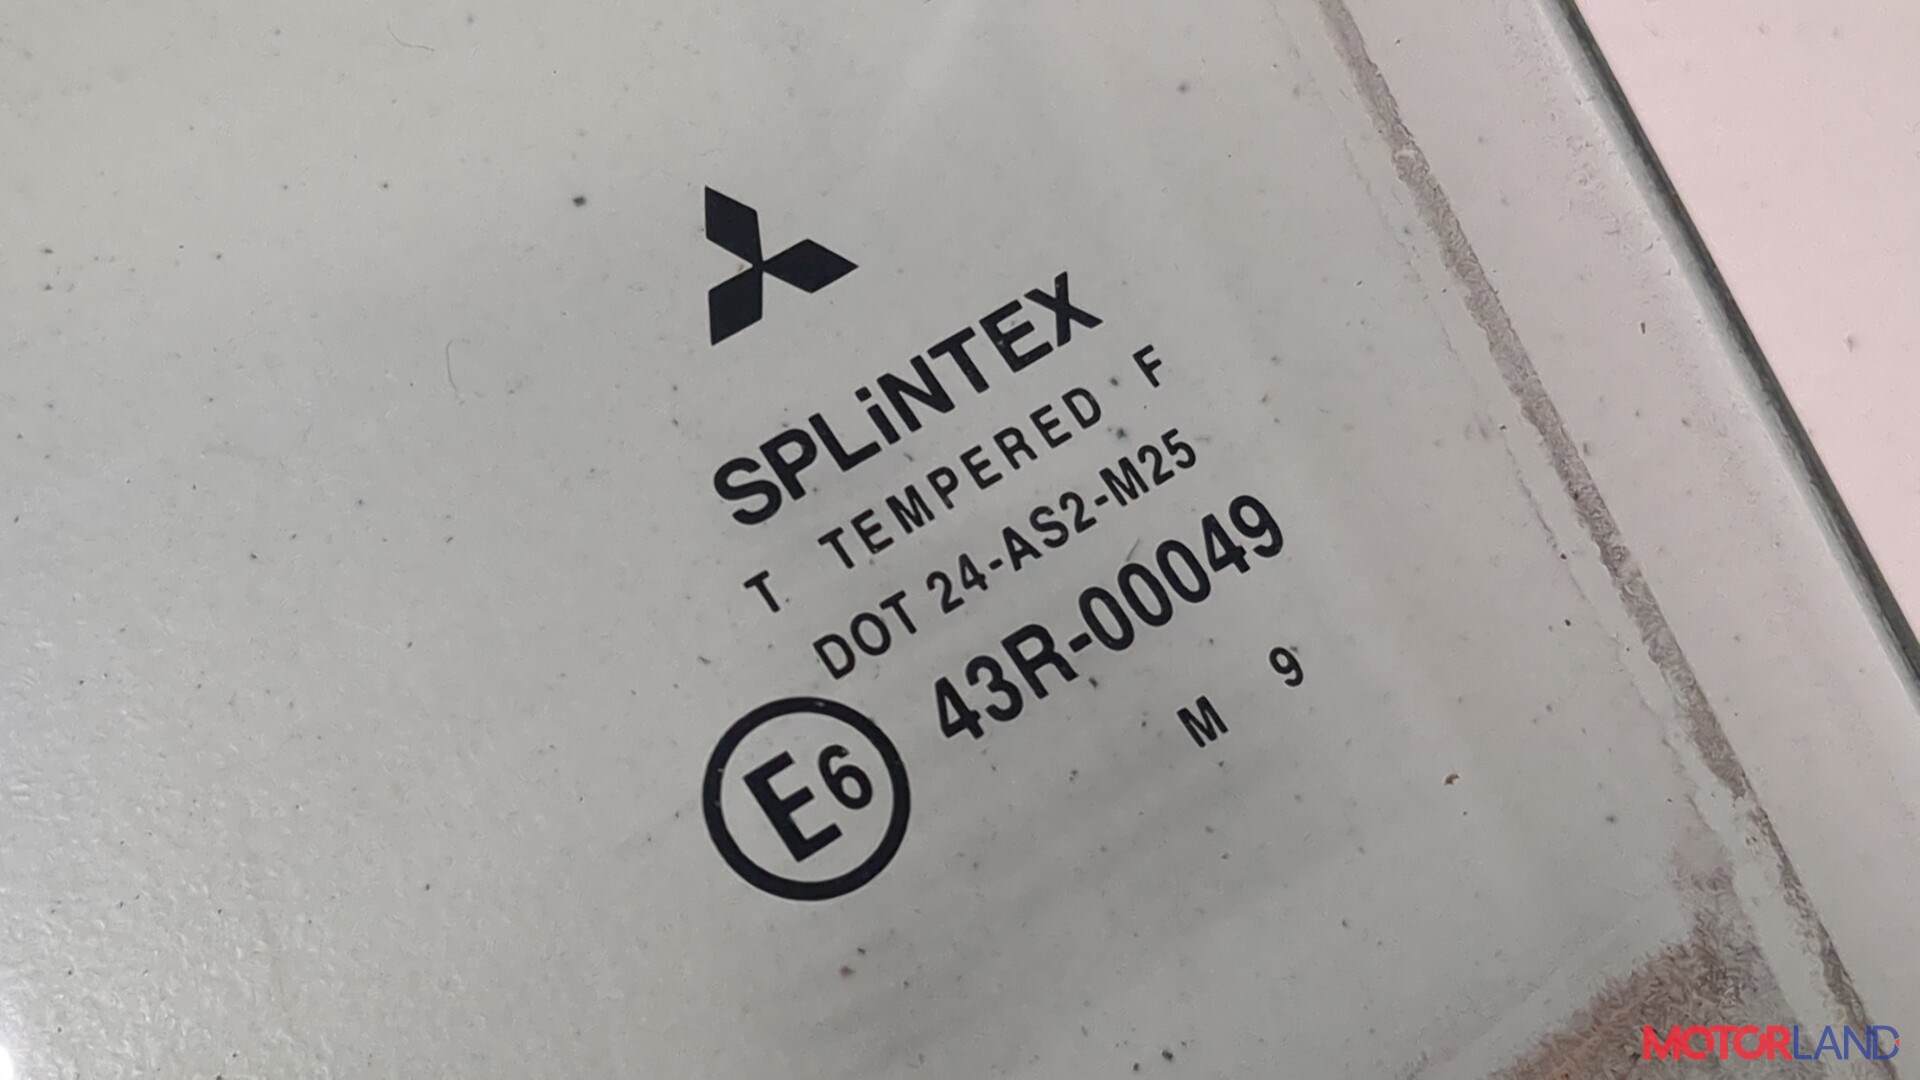 SPLiNTEX
T TEMPERED F
DOT 24-AS2-M25
E6 43R-00049
M 9
MOTORLAND